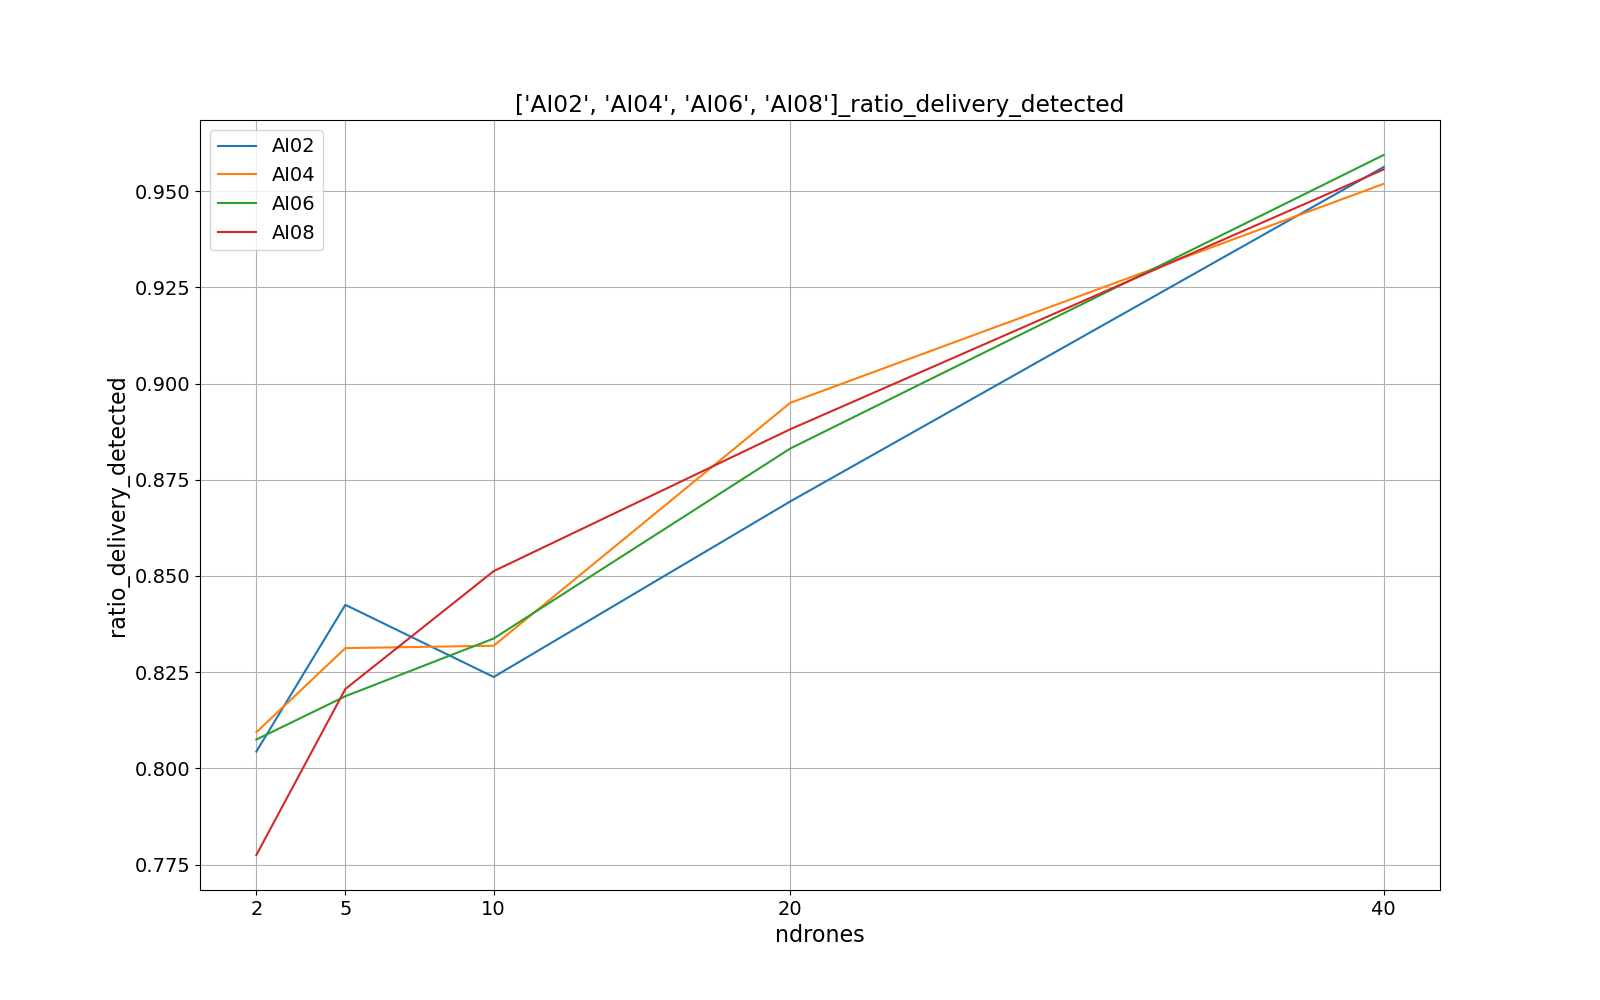 ['AI02', 'AI04', 'AI06', 'AI08']_ratio_delivery_detected
AI02
AI04
AI06
AI08
0.950
0.925
0.900
0.875
0.850
0.825
0.800
0.775
ratio_delivery_detected
2 5 10 20 40
ndrones